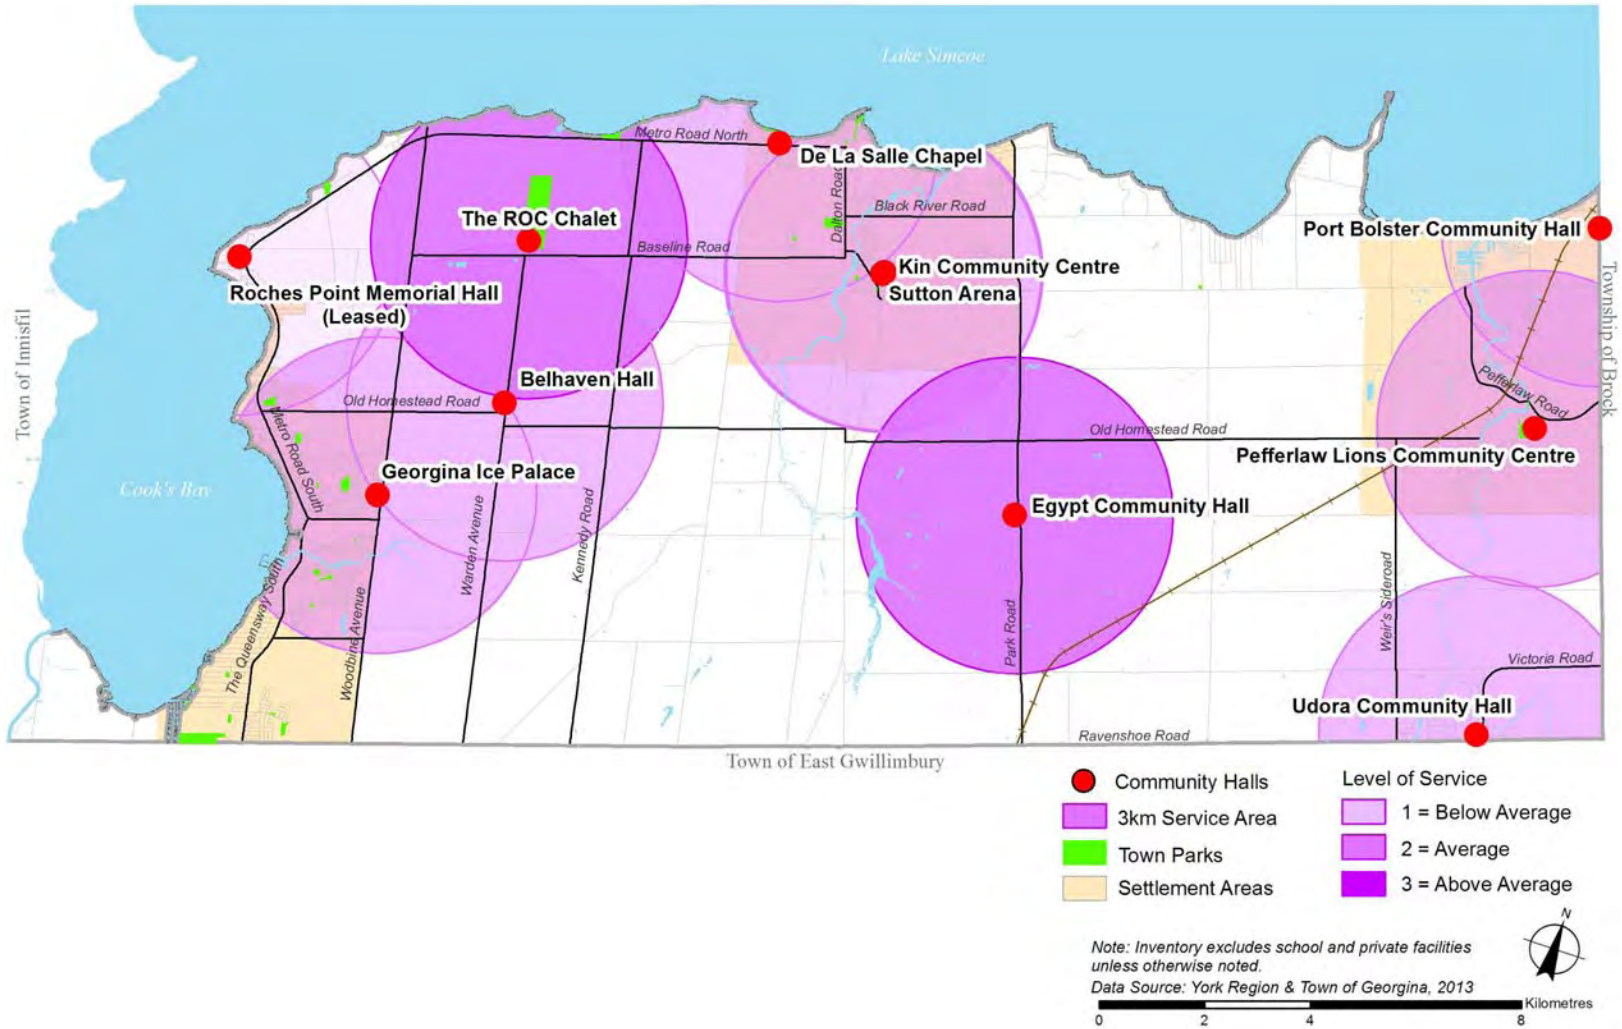 Lake Simcoe
Metro Road North
De La Salle Chapel
Dalton Road
Black River Road
The ROC Chalet
Baseline Road
Port Bolster Community Hall
Kin Community Centre
Sutton Arena
Roches Point Memorial Hall
(Leased)
Town of Innisfil
Township of Brock
Belhaven Hall
Old Homestead Road
Pefferlaw Road
Old Homestead Road
Pefferlaw Lions Community Centre
Metro Road South
Georgina Ice Palace
Cook's Bay
Egypt Community Hall
Warden Avenue
Kennedy Road
The Queensway South
Woodbine Avenue
Park Road
Weir's Sideroad
Victoria Road
Udora Community Hall
Ravenshoe Road
Town of East Gwillimbury
Community Halls
3km Service Area
Town Parks
Settlement Areas
Level of Service
1 = Below Average
2 = Average
3 = Above Average
N
Note: Inventory excludes school and private facilities
unless otherwise noted.
Data Source: York Region & Town of Georgina, 2013
Kilometres
0 2 4 8